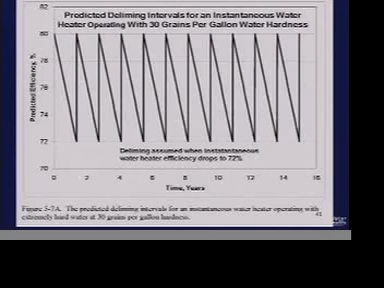 82
Predicted Deliming Intervals for an Instantaneous Water
Heater Operating With 30 Grains Per Gallon Water Hardness
80
78
76
74
72
70
Predicted Efficiency, %
Deliming assumed when instatantaneous
water heater efficiency drops to 72%
0 2 4 6 8 10 12 14 16
Time, Years
Figure 3-7A. The predicted deliming intervals for an instantaneous water heater operating with
extremely hard water at 30 grains per gallon hardness.